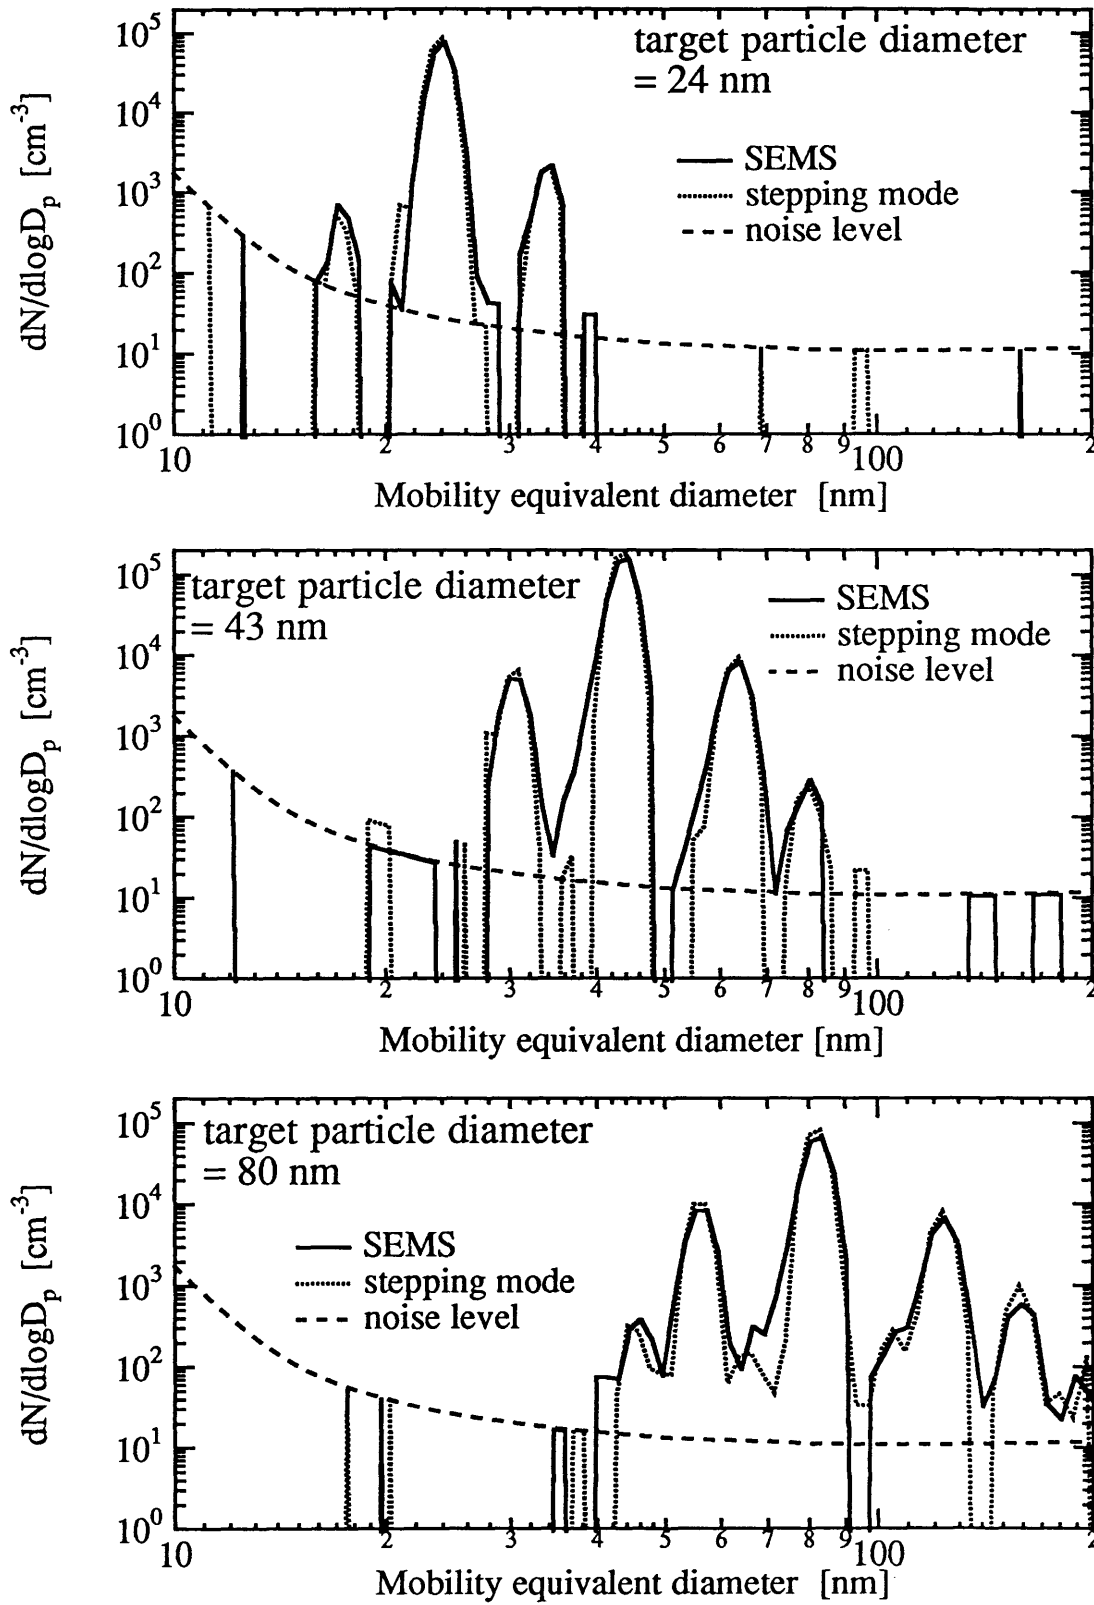 target particle diameter
= 24 nm
SEMS
stepping mode
noise level
dN/dlogDp [cm-3]
10^5
10^4
10^3
10^2
10^1
10^0
10 2 3 4 5 6 7 8 9 100 2
Mobility equivalent diameter [nm]
target particle diameter
= 43 nm
SEMS
stepping mode
noise level
dN/dlogDp [cm-3]
10^5
10^4
10^3
10^2
10^1
10^0
10 2 3 4 5 6 7 8 9 100 2
Mobility equivalent diameter [nm]
target particle diameter
= 80 nm
SEMS
stepping mode
noise level
dN/dlogDp [cm-3]
10^5
10^4
10^3
10^2
10^1
10^0
10 2 3 4 5 6 7 8 9 100 2
Mobility equivalent diameter [nm]